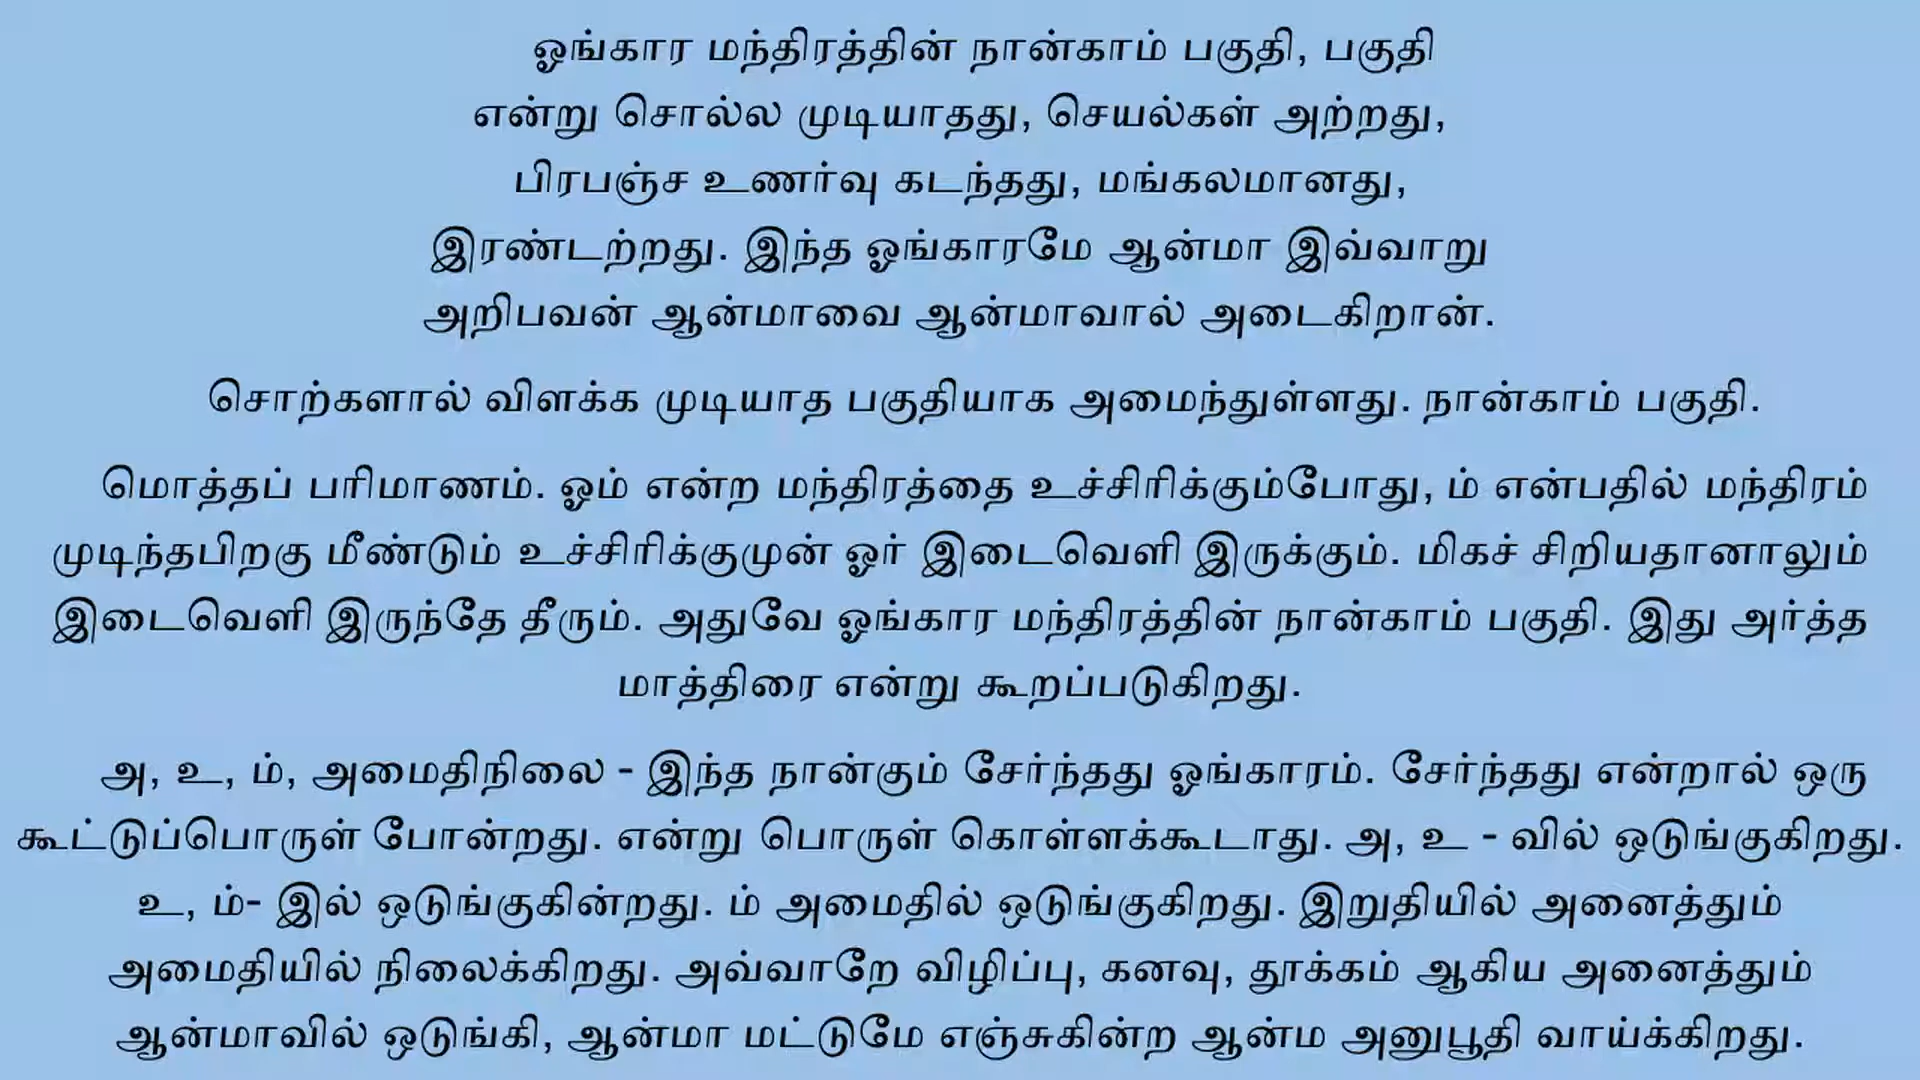 ஓங்கார மந்திரத்தின் நான்காம் பகுதி, பகுதி
என்று சொல்ல முடியாதது, செயல்கள் அற்றது,
பிரபஞ்ச உணர்வு கடந்தது, மங்கலமானது,
இரண்டற்றது. இந்த ஓங்காரமே ஆன்மா இவ்வாறு
அறிபவன் ஆன்மாவை ஆன்மாவால் அடைகிறான்.
சொற்களால் விளக்க முடியாத பகுதியாக அமைந்துள்ளது. நான்காம் பகுதி.
மொத்தப் பரிமாணம். ஓம் என்ற மந்திரத்தை உச்சிரிக்கும்போது, ம் என்பதில் மந்திரம்
முடிந்தபிறகு மீண்டும் உச்சிரிக்குமுன் ஓர் இடைவெளி இருக்கும். மிகச் சிறியதானாலும்
இடைவெளி இருந்தே தீரும். அதுவே ஓங்கார மந்திரத்தின் நான்காம் பகுதி. இது அர்த்த
மாத்திரை என்று கூறப்படுகிறது.
அ, உ, ம், அமைதிநிலை - இந்த நான்கும் சேர்ந்தது ஓங்காரம். சேர்ந்தது என்றால் ஒரு
கூட்டுப்பொருள் போன்றது. என்று பொருள் கொள்ளக்கூடாது. அ, உ - வில் ஒடுங்குகிறது.
உ, ம்- இல் ஒடுங்குகின்றது. ம் அமைதில் ஒடுங்குகிறது. இறுதியில் அனைத்தும்
அமைதியில் நிலைக்கிறது. அவ்வாறே விழிப்பு, கனவு, தூக்கம் ஆகிய அனைத்தும்
ஆன்மாவில் ஒடுங்கி, ஆன்மா மட்டுமே எஞ்சுகின்ற ஆன்ம அனுபூதி வாய்க்கிறது.